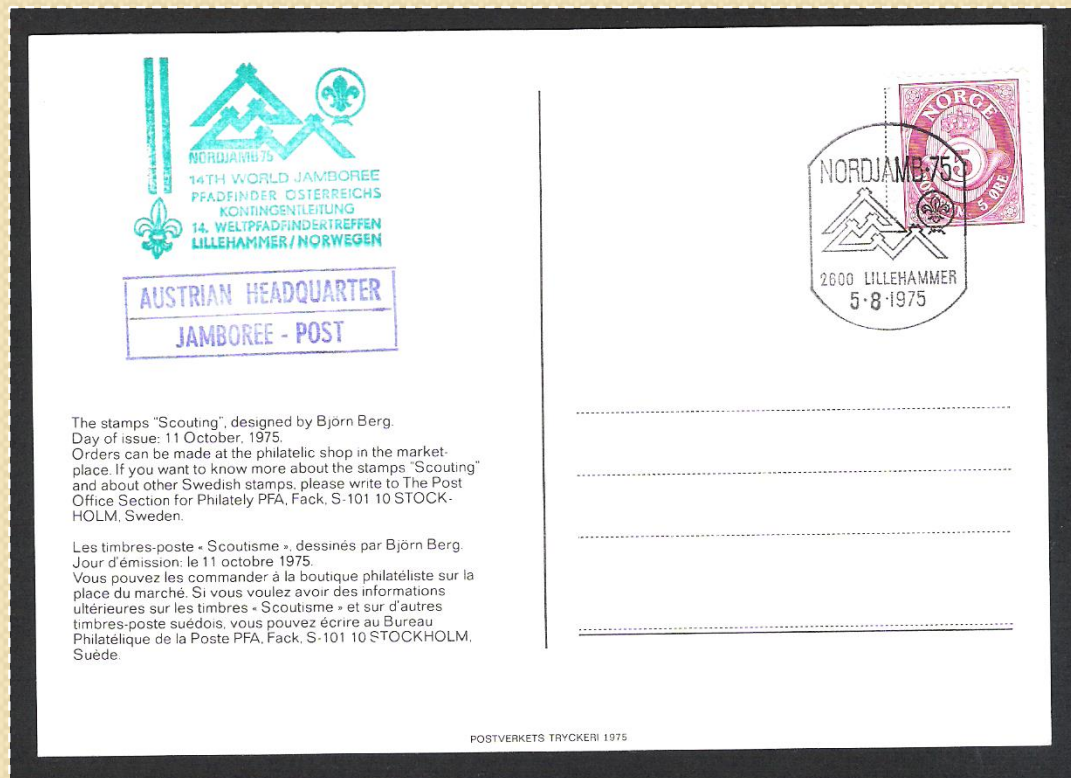 NORDJAMB75
14TH WORLD JAMBOREE
PFADFINDER ÖSTERREICHS
KONTINGENTLEITUNG
14. WELTPFADFINDERTREFFEN
LILLEHAMMER/NORWEGEN
AUSTRIAN HEADQUARTER
JAMBOREE - POST
The stamps "Scouting", designed by Björn Berg.
Day of issue: 11 October, 1975.
Orders can be made at the philatelic shop in the market-
place. If you want to know more about the stamps "Scouting"
and about other Swedish stamps, please write to The Post
Office Section for Philately PFA, Fack, S-101 10 STOCK-
HOLM, Sweden.
Les timbres-poste « Scoutisme », dessinés par Björn Berg.
Jour d'émission: le 11 octobre 1975.
Vous pouvez les commander à la boutique philatéliste sur la
place du marché. Si vous voulez avoir des informations
ultérieures sur les timbres « Scoutisme » et sur d'autres
timbres-poste suédois, vous pouvez écrire au Bureau
Philatélique de la Poste PFA, Fack, S-101 10 STOCKHOLM,
Suède.
NORGE
5
5 ØRE
NORDJAMB·75
2600 LILLEHAMMER
5·8·1975
POSTVERKETS TRYCKERI 1975